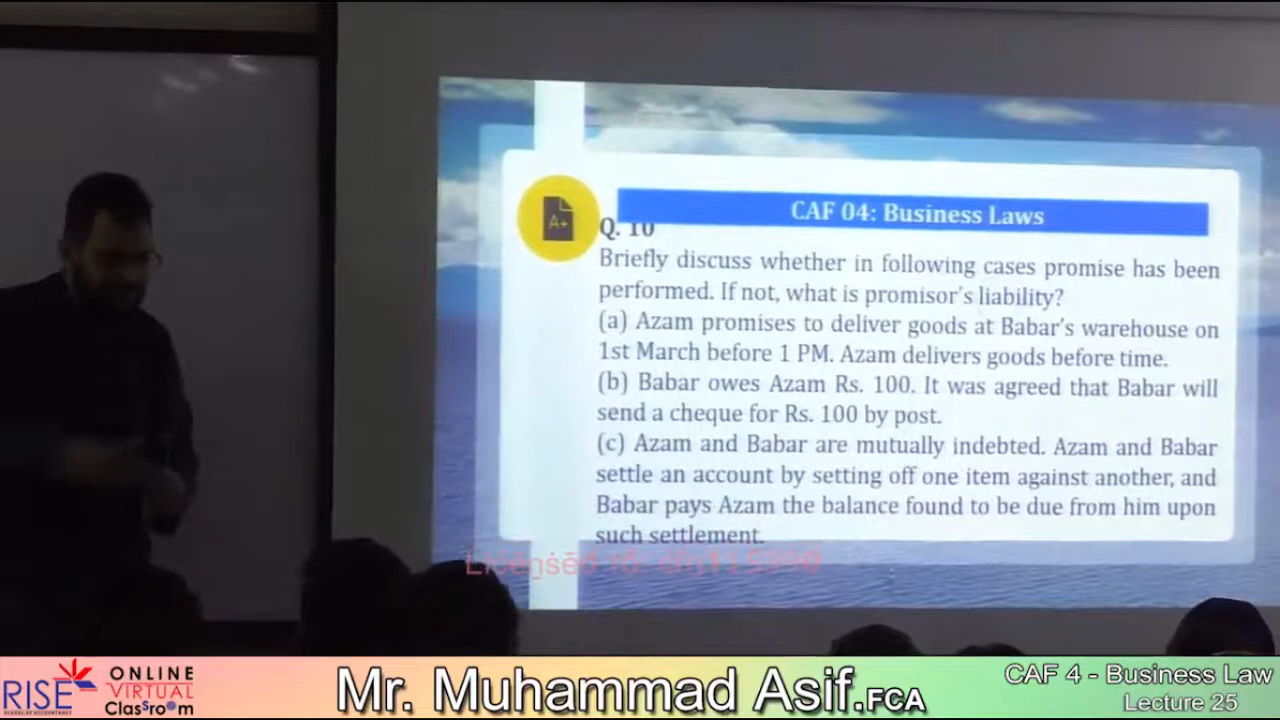 CAF 04: Business Laws
A+
Q. 10
Briefly discuss whether in following cases promise has been
performed. If not, what is promisor's liability?
(a) Azam promises to deliver goods at Babar's warehouse on
1st March before 1 PM. Azam delivers goods before time.
(b) Babar owes Azam Rs. 100. It was agreed that Babar will
send a cheque for Rs. 100 by post.
(c) Azam and Babar are mutually indebted. Azam and Babar
settle an account by setting off one item against another, and
Babar pays Azam the balance found to be due from him upon
such settlement.
RISE
ONLINE
VIRTUAL
ClasSro@m
Mr. Muhammad Asif.FCA
CAF 4 - Business Law
Lecture 25